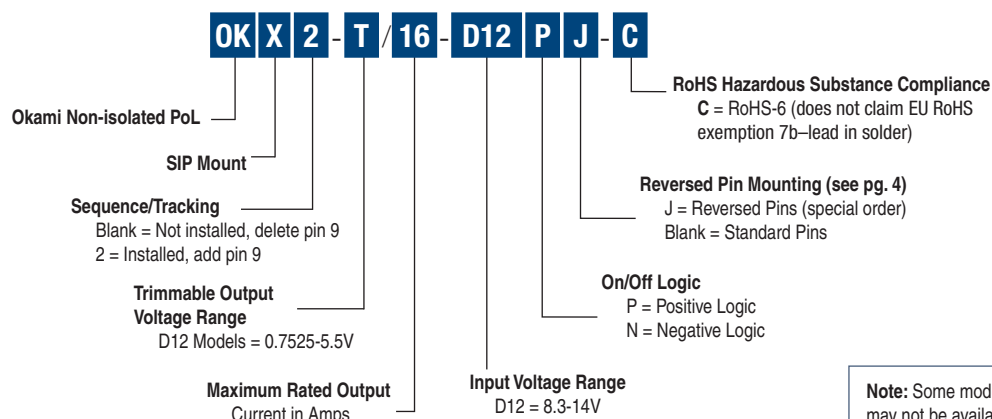 OK X 2 - T / 16 - D12 P J - C
RoHS Hazardous Substance Compliance
C = RoHS-6 (does not claim EU RoHS
exemption 7b–lead in solder)
Okami Non-isolated PoL
SIP Mount
Reversed Pin Mounting (see pg. 4)
J = Reversed Pins (special order)
Blank = Standard Pins
Sequence/Tracking
Blank = Not installed, delete pin 9
2 = Installed, add pin 9
On/Off Logic
P = Positive Logic
N = Negative Logic
Trimmable Output
Voltage Range
D12 Models = 0.7525-5.5V
Input Voltage Range
D12 = 8.3-14V
Maximum Rated Output
Current in Amps
Note: Some mod
may not be availa